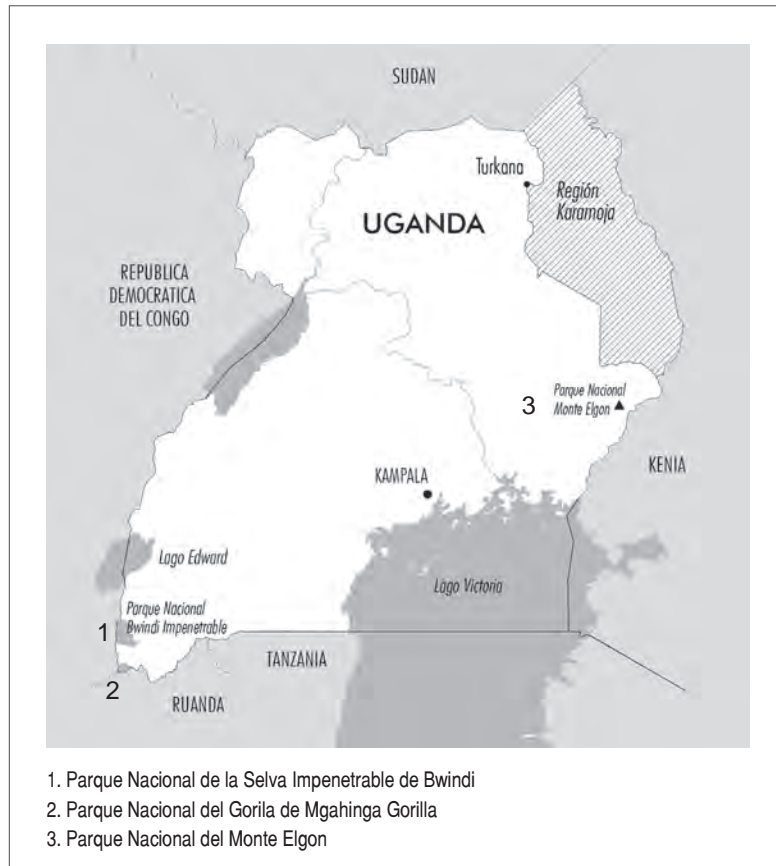 SUDAN
Turkana
Región
Karamoja
UGANDA
REPUBLICA
DEMOCRATICA
DEL CONGO
3
Parque Nacional
Monte Elgon
KENIA
KAMPALA
Lago Edward
Lago Victoria
Parque Nacional
Bwindi Impenetrable
1
TANZANIA
2
RUANDA
1. Parque Nacional de la Selva Impenetrable de Bwindi
2. Parque Nacional del Gorila de Mgahinga Gorilla
3. Parque Nacional del Monte Elgon